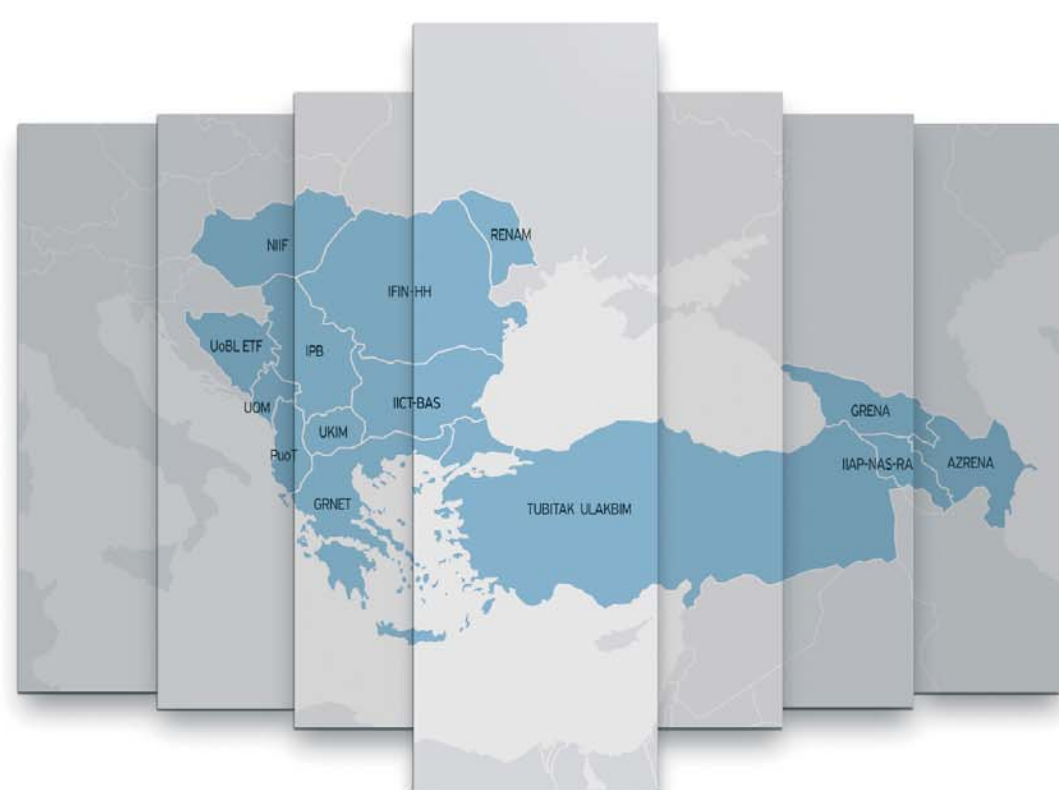 RENAM
NIIF
IFIN-HH
UoBL ETF
IPB
IICT-BAS
UOM
GRENA
UKIM
PuoT
IIAP-NAS-RA
AZRENA
GRNET
TUBITAK ULAKBIM